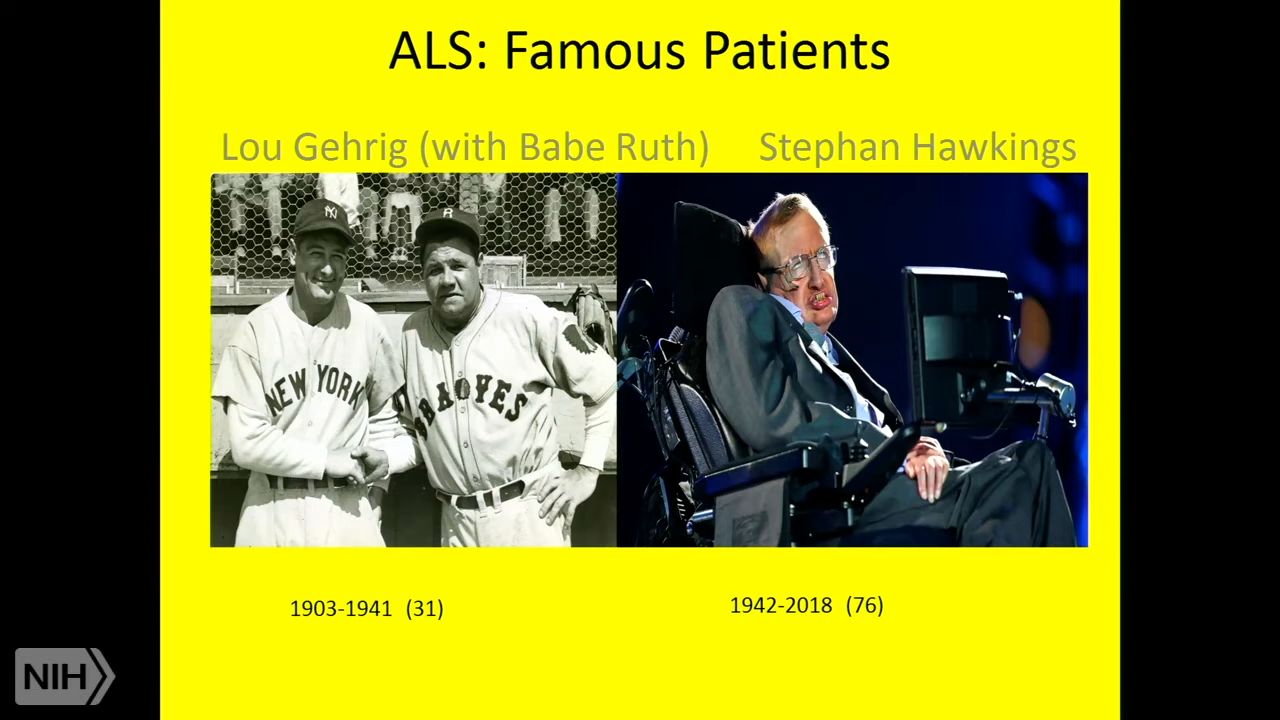 ALS: Famous Patients
Lou Gehrig (with Babe Ruth)
Stephan Hawkings
NY
B
NEW YORK
BRAVES
1903-1941 (31)
1942-2018 (76)
NIH